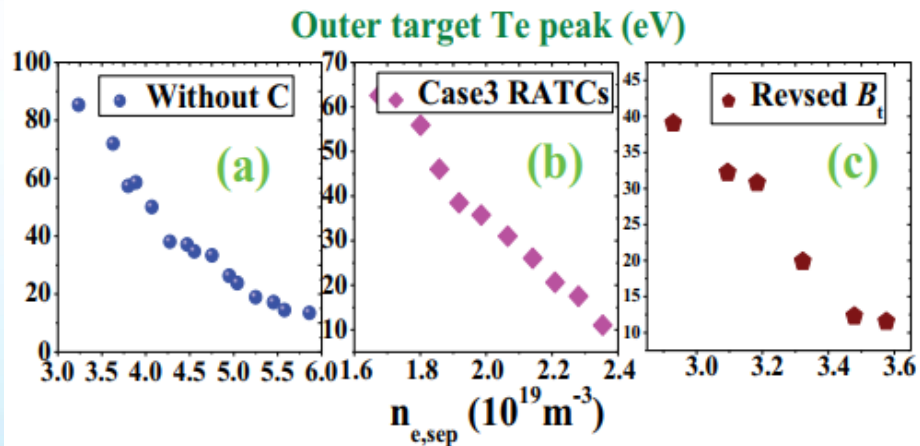 Outer target Te peak (eV)
100
80
60
40
20
0
3.0 3.5 4.0 4.5 5.0 5.5 6.0
Without C
(a)
70
60
50
40
30
20
10
1.6 1.8 2.0 2.2 2.4
Case3 RATCs
(b)
45
40
35
30
25
20
15
10
3.0 3.2 3.4 3.6
Revsed Bt
(c)
ne,sep (10^19 m^-3)